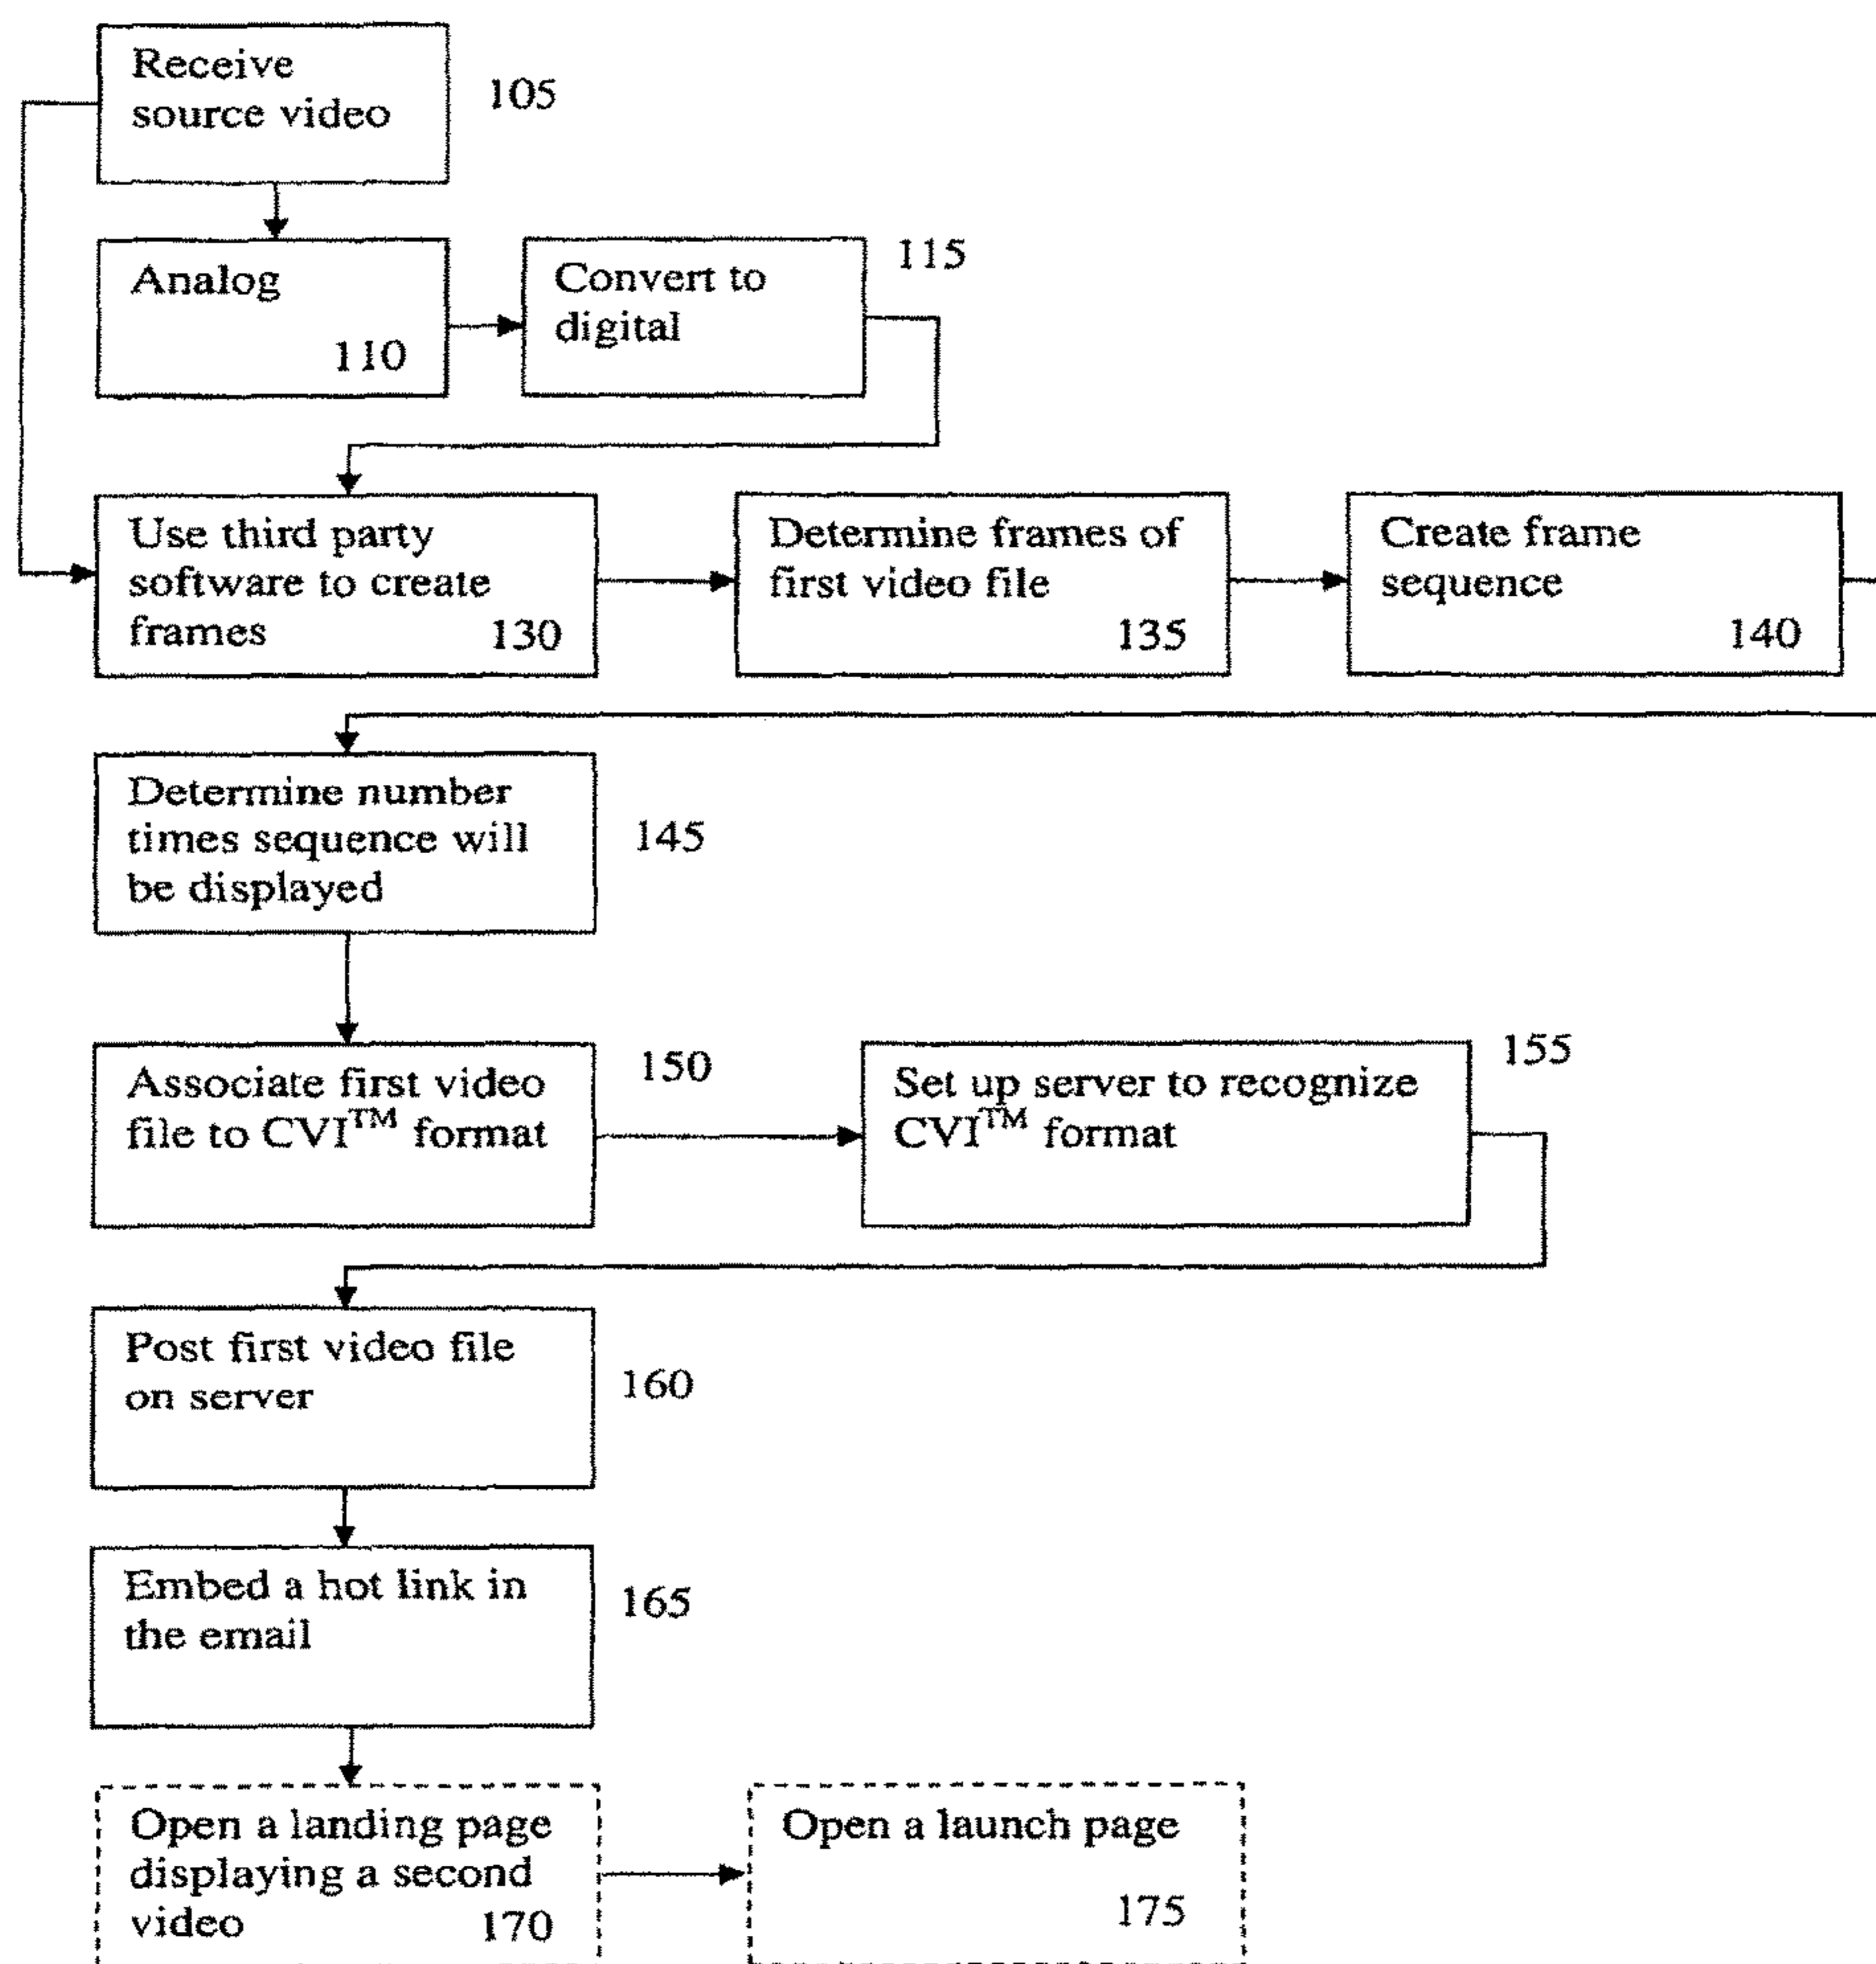 Receive
source video
105
Analog
110
Convert to
digital
115
Use third party
software to create
frames 130
Determine frames of
first video file
135
Create frame
sequence
140
Determine number
times sequence will
be displayed
145
Associate first video
file to CVI™ format
150
Set up server to recognize
CVI™ format
155
Post first video file
on server
160
Embed a hot link in
the email
165
Open a landing page
displaying a second
video 170
Open a launch page
175